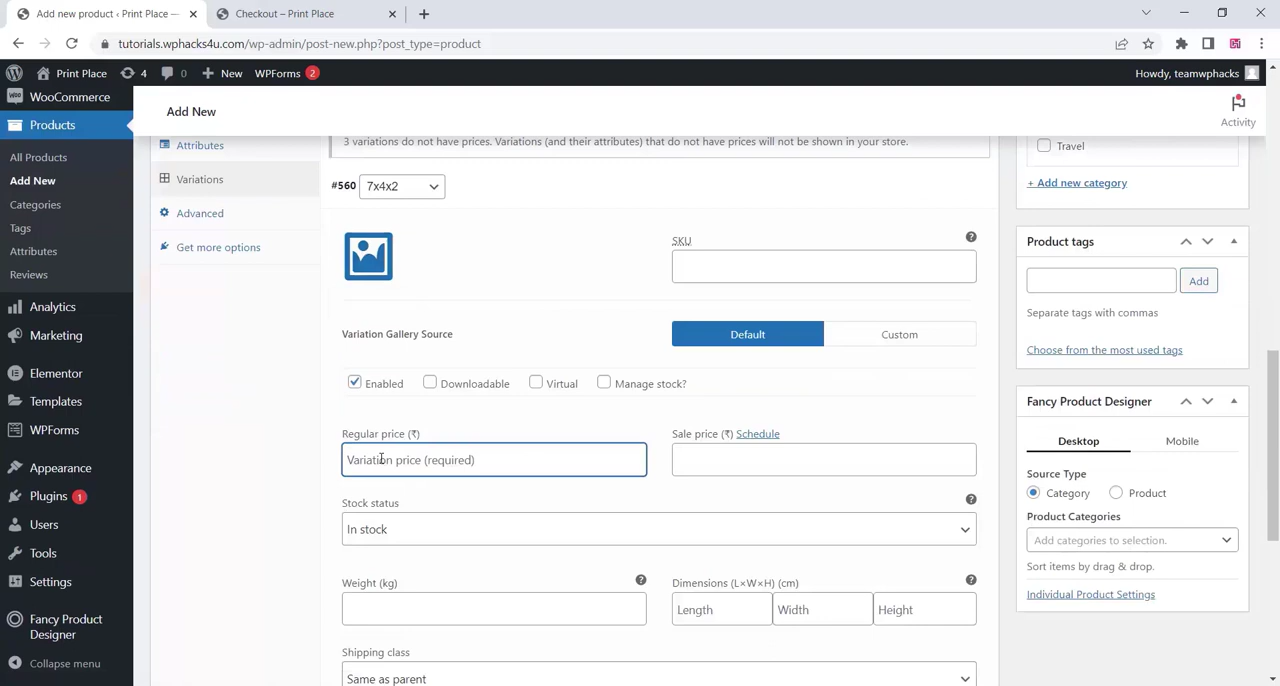 Add new product ‹ Print Place —
Checkout – Print Place
tutorials.wphacks4u.com/wp-admin/post-new.php?post_type=product
Print Place
4
0
New
WPForms 2
Howdy, teamwphacks
WooCommerce
Products
All Products
Add New
Categories
Tags
Attributes
Reviews
Analytics
Marketing
Elementor
Templates
WPForms
Appearance
Plugins 1
Users
Tools
Settings
Fancy Product
Designer
Collapse menu
Add New
Activity
Attributes
Variations
Advanced
Get more options
3 variations do not have prices. Variations (and their attributes) that do not have prices will not be shown in your store.
#560 7x4x2
SKU
Variation Gallery Source
Default
Custom
Enabled
Downloadable
Virtual
Manage stock?
Regular price (₹)
Variation price (required)
Sale price (₹) Schedule
Stock status
In stock
Weight (kg)
Dimensions (L×W×H) (cm)
Length
Width
Height
Shipping class
Same as parent
Travel
+ Add new category
Product tags
Add
Separate tags with commas
Choose from the most used tags
Fancy Product Designer
Desktop
Mobile
Source Type
Category
Product
Product Categories
Add categories to selection.
Sort items by drag & drop.
Individual Product Settings